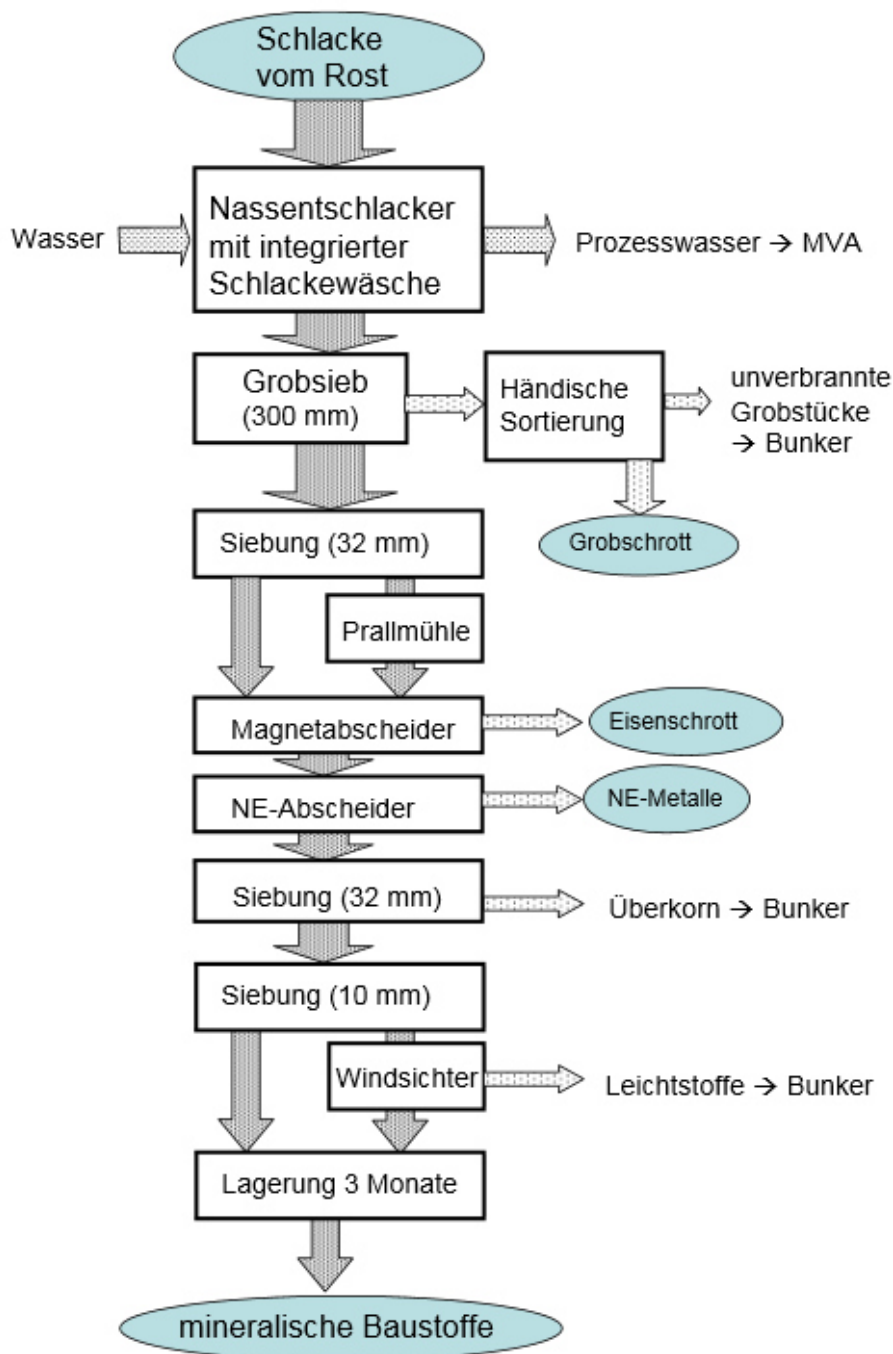 Schlacke
vom Rost
Wasser
Nassentschlacker
mit integrierter
Schlackewäsche
Prozesswasser → MVA
Grobsieb
(300 mm)
Händische
Sortierung
unverbrannte
Grobstücke
→ Bunker
Grobschrott
Siebung (32 mm)
Prallmühle
Magnetabscheider
Eisenschrott
NE-Abscheider
NE-Metalle
Siebung (32 mm)
Überkorn → Bunker
Siebung (10 mm)
Windsichter
Leichtstoffe → Bunker
Lagerung 3 Monate
mineralische Baustoffe